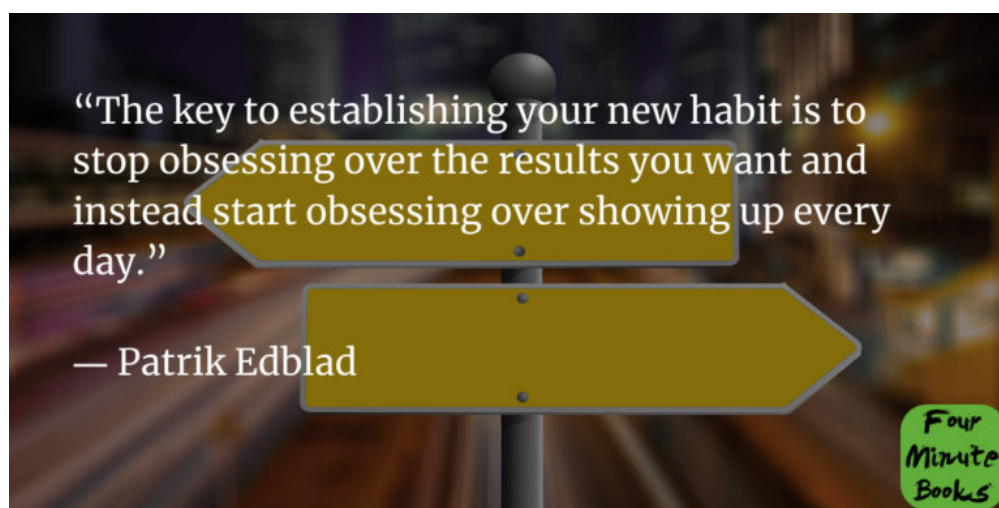 “The key to establishing your new habit is to
stop obsessing over the results you want and
instead start obsessing over showing up every
day.”
— Patrik Edblad
Four
Minute
Books